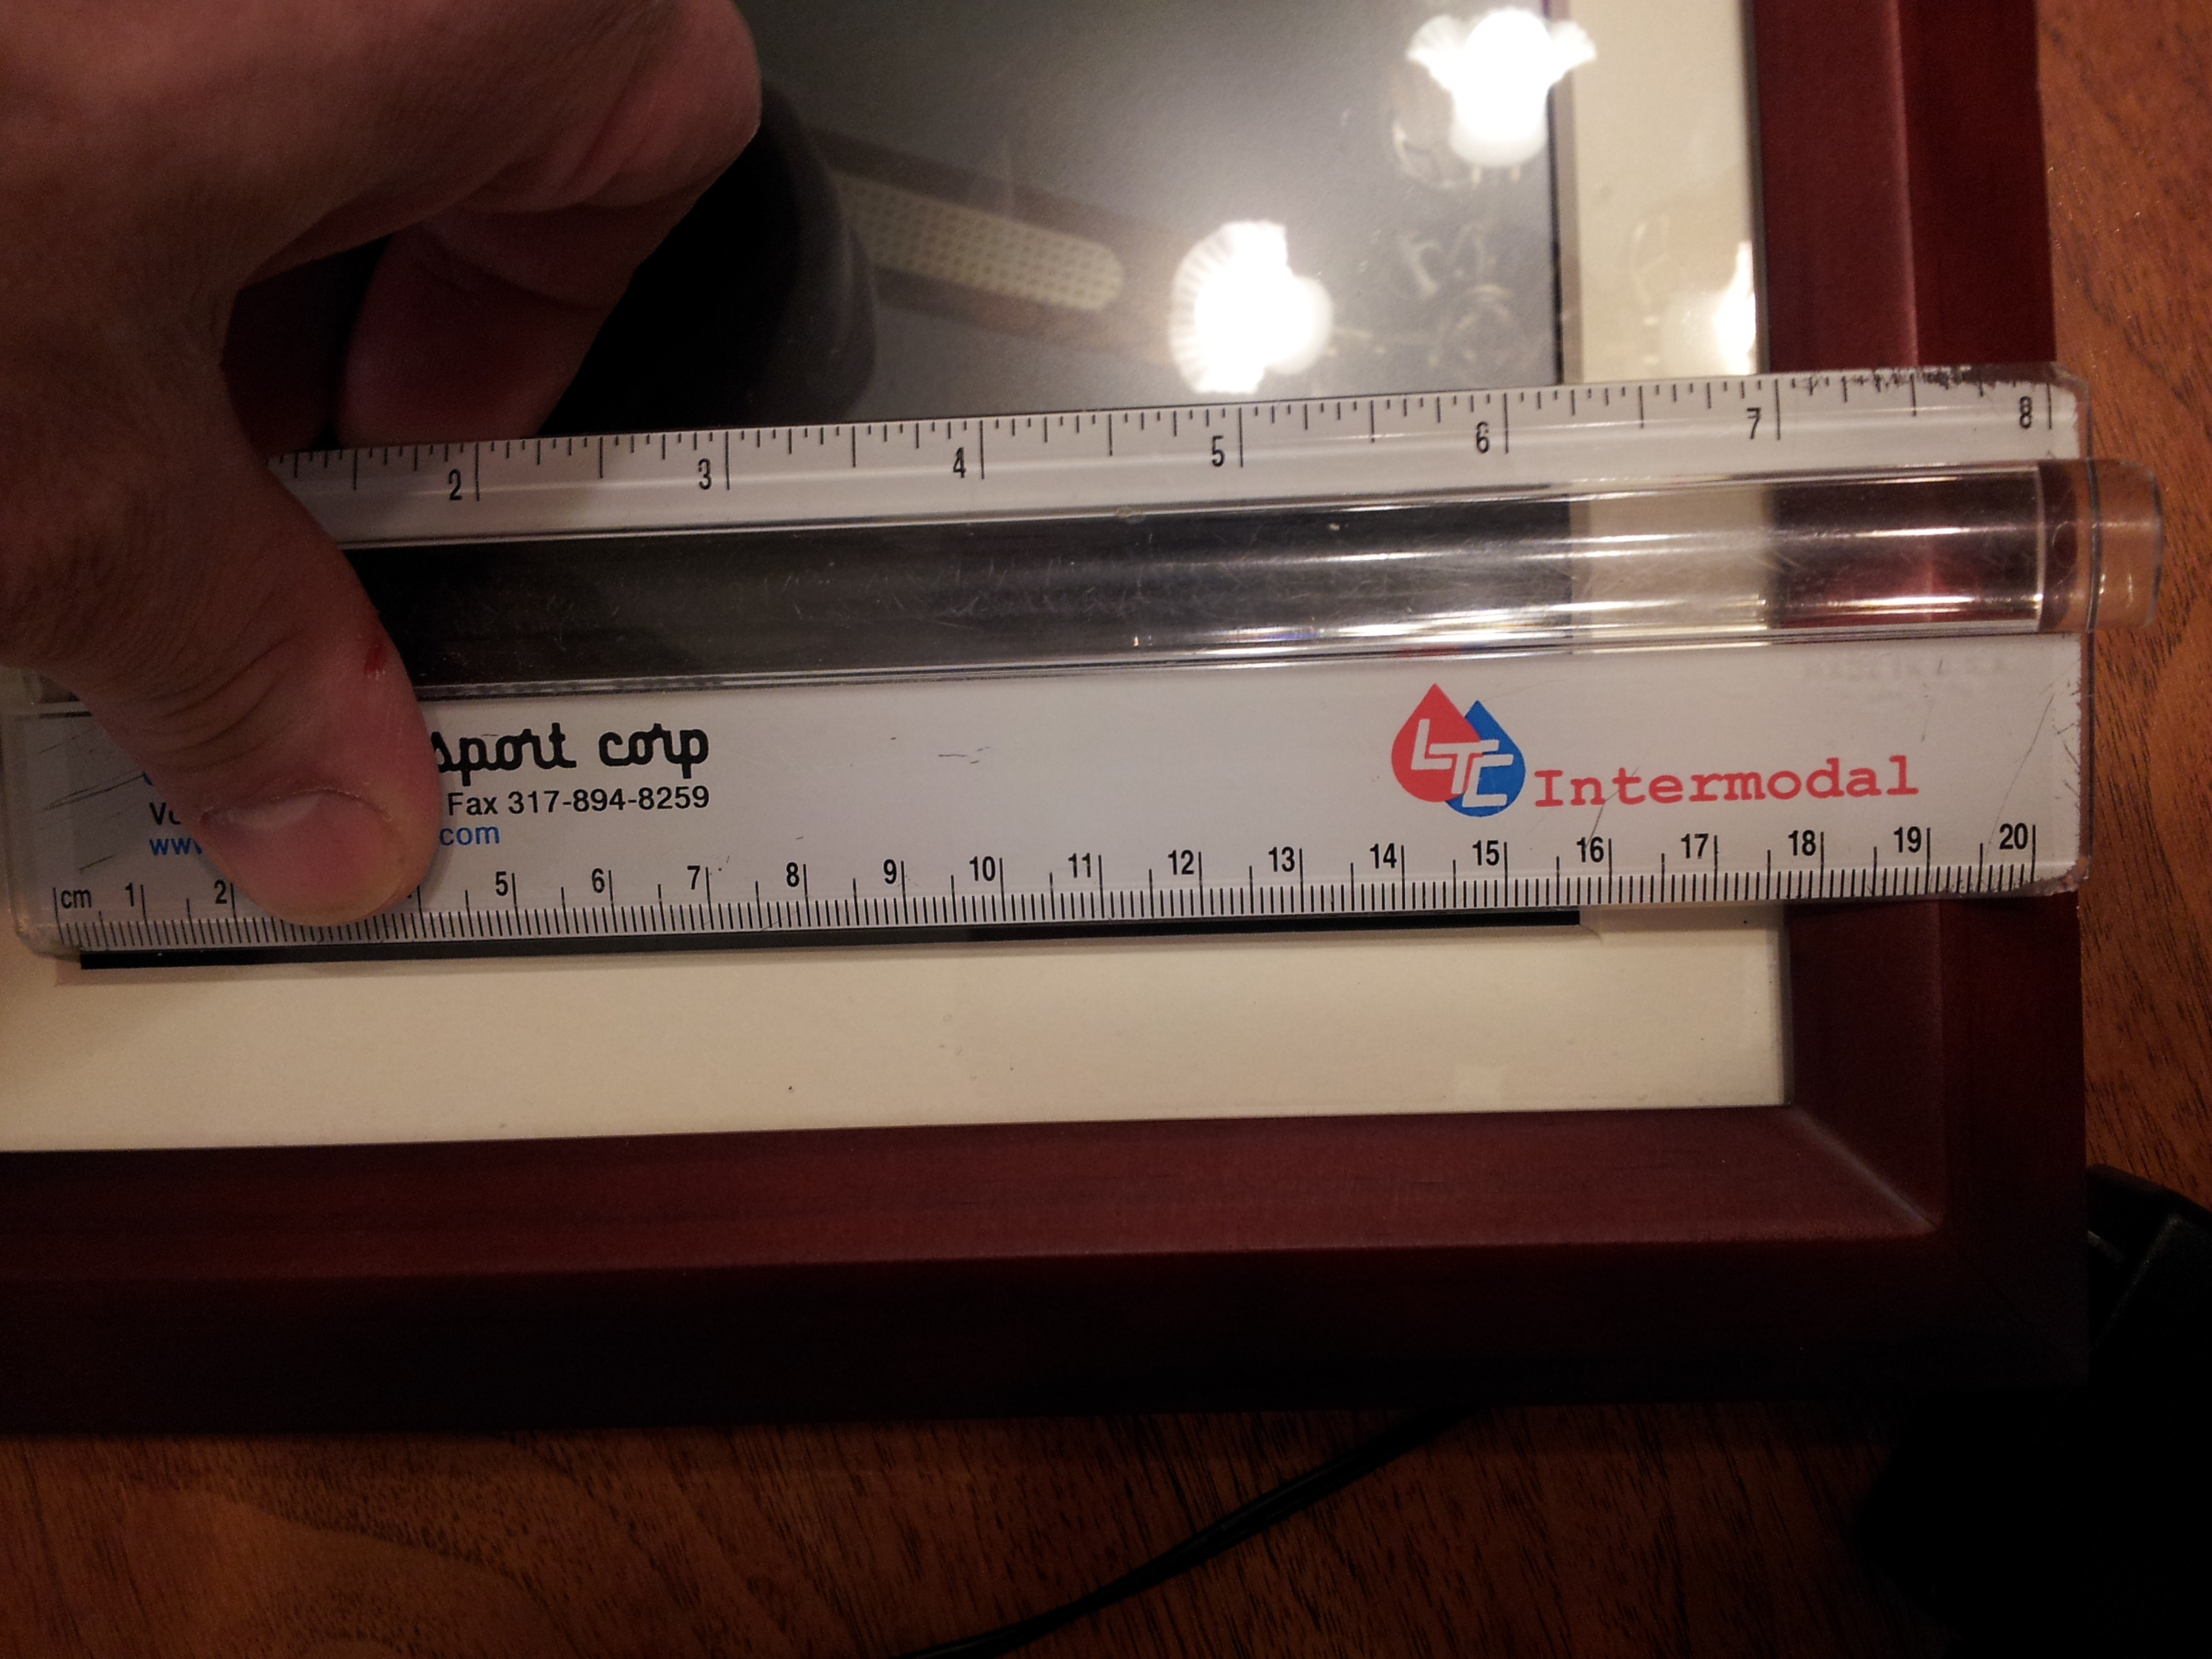 2 3 4 5 6 7 8
sport corp
Fax 317-894-8259
com
LTC Intermodal
cm 1 2 5 6 7 8 9 10 11 12 13 14 15 16 17 18 19 20